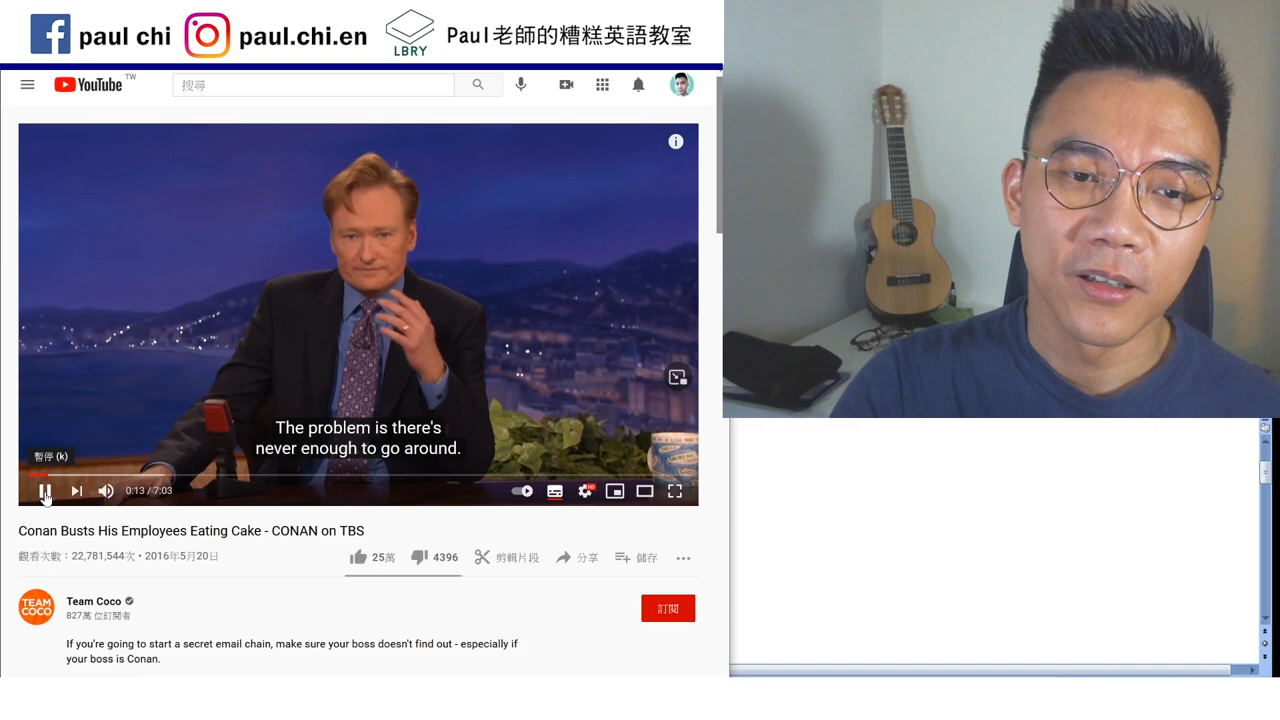 paul chi
paul.chi.en
LBRY
Paul老師的糟糕英語教室
YouTube TW
搜尋
The problem is there's
never enough to go around.
暫停 (k)
0:13 / 7:03
HD
Conan Busts His Employees Eating Cake - CONAN on TBS
觀看次數:22,781,544次 • 2016年5月20日
25萬
4396
剪輯片段
分享
儲存
TEAM
COCO
Team Coco
827萬 位訂閱者
訂閱
If you're going to start a secret email chain, make sure your boss doesn't find out - especially if
your boss is Conan.